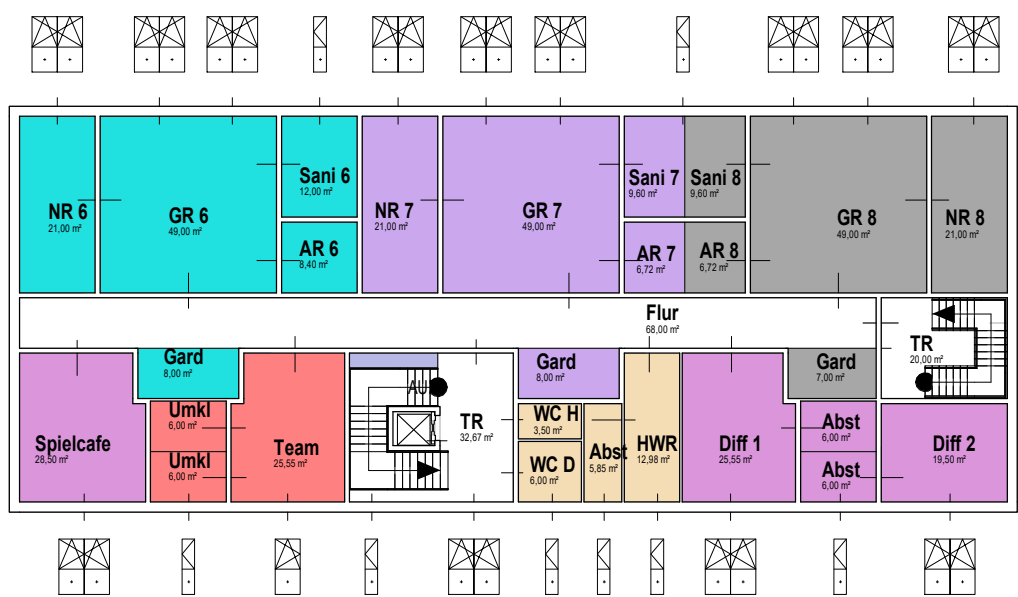 NR 6
21,00 m²
GR 6
49,00 m²
Sani 6
12,00 m²
AR 6
8,40 m²
NR 7
21,00 m²
GR 7
49,00 m²
Sani 7
9,60 m²
Sani 8
9,60 m²
AR 7
6,72 m²
AR 8
6,72 m²
GR 8
49,00 m²
NR 8
21,00 m²
Flur
68,00 m²
TR
20,00 m²
Gard
8,00 m²
Gard
8,00 m²
Gard
7,00 m²
Spielcafe
28,50 m²
Umkl
6,00 m²
Umkl
6,00 m²
Team
25,55 m²
AU
TR
32,67 m²
WC H
3,50 m²
WC D
6,00 m²
Abst
5,85 m²
HWR
12,98 m²
Diff 1
25,55 m²
Abst
6,00 m²
Abst
6,00 m²
Diff 2
19,50 m²